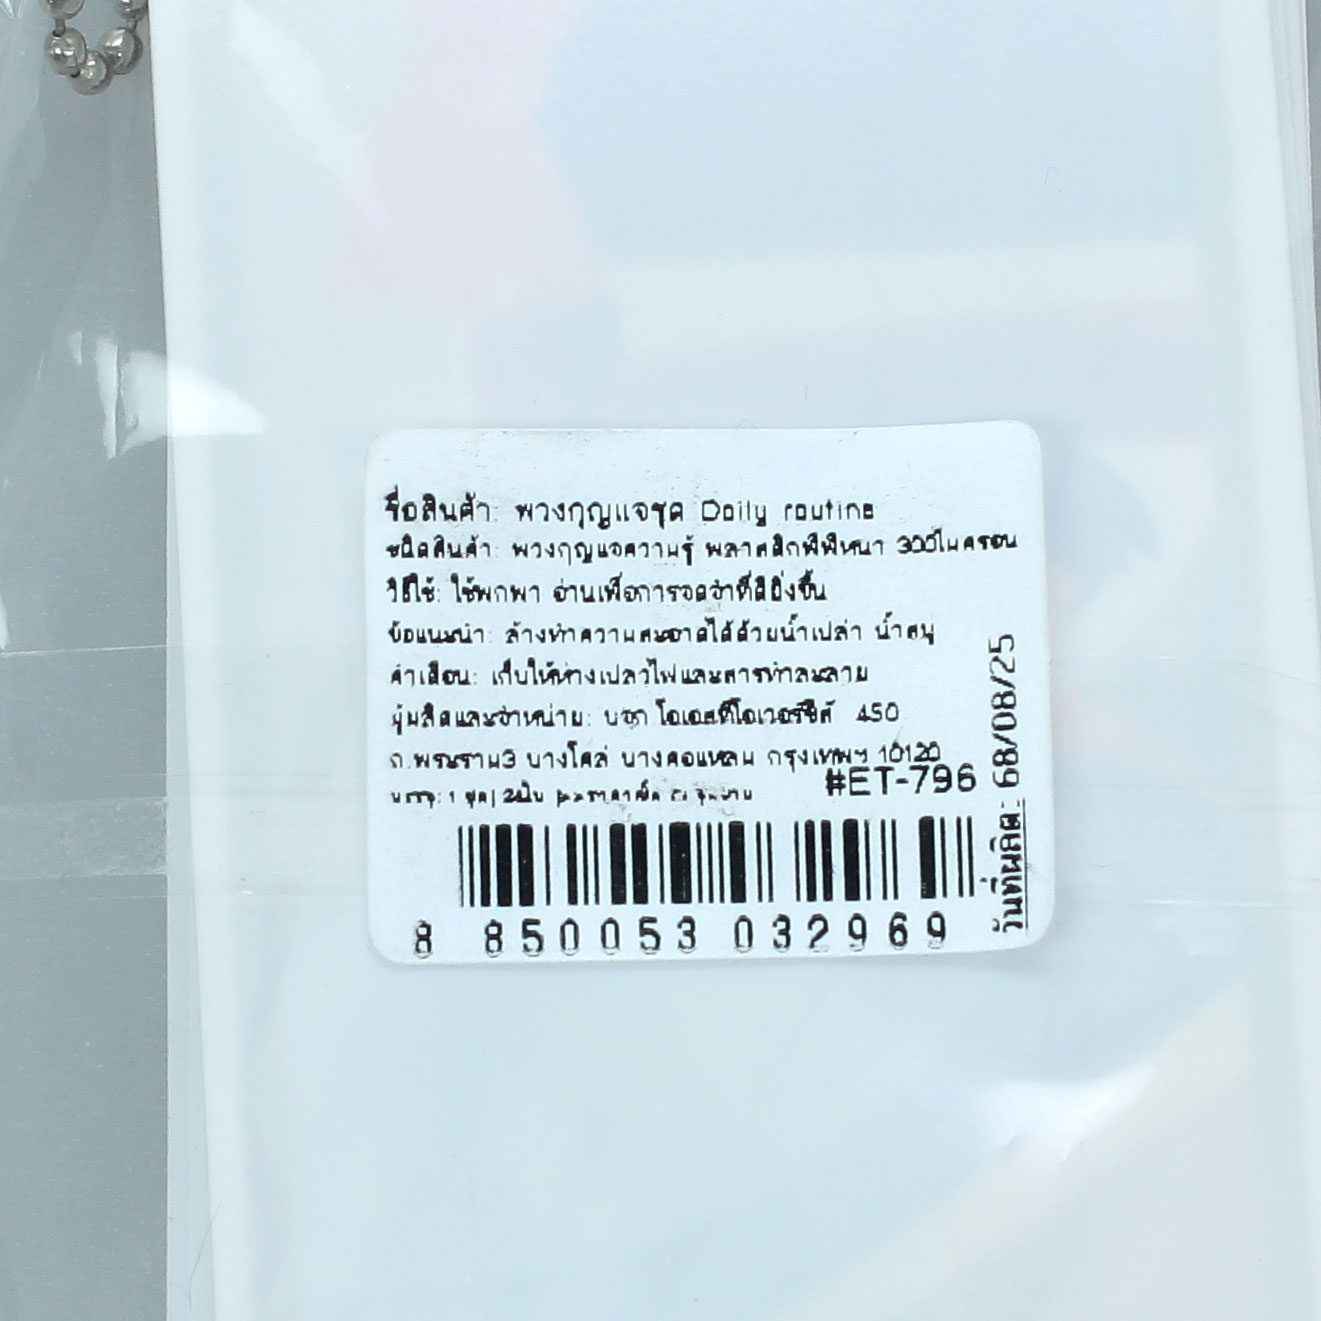 ชื่อสินค้า: พวงกุญแจชุด Daily routine
ชนิดสินค้า: พวงกุญแจความรู้ พลาสติกพีพีหนา 300ไมครอน
วิธีใช้: ใช้พกพา อ่านเพื่อการจดจำที่ดียิ่งขึ้น
ข้อแนะนำ: ล้างทำความสะอาดได้ด้วยน้ำเปล่า น้ำสบู่
คำเตือน: เก็บให้ห่างเปลวไฟและสารทำละลาย
ผู้ผลิตและจำหน่าย: บจก โอเอสทีโอเวอร์ซีส์ 450
ถ.พระราม3 บางโคล่ บางคอแหลม กรุงเทพฯ 10120
บรรจุ: 1 ชุด
#ET-796
8 850053 032969
วันที่ผลิต: 68/08/25